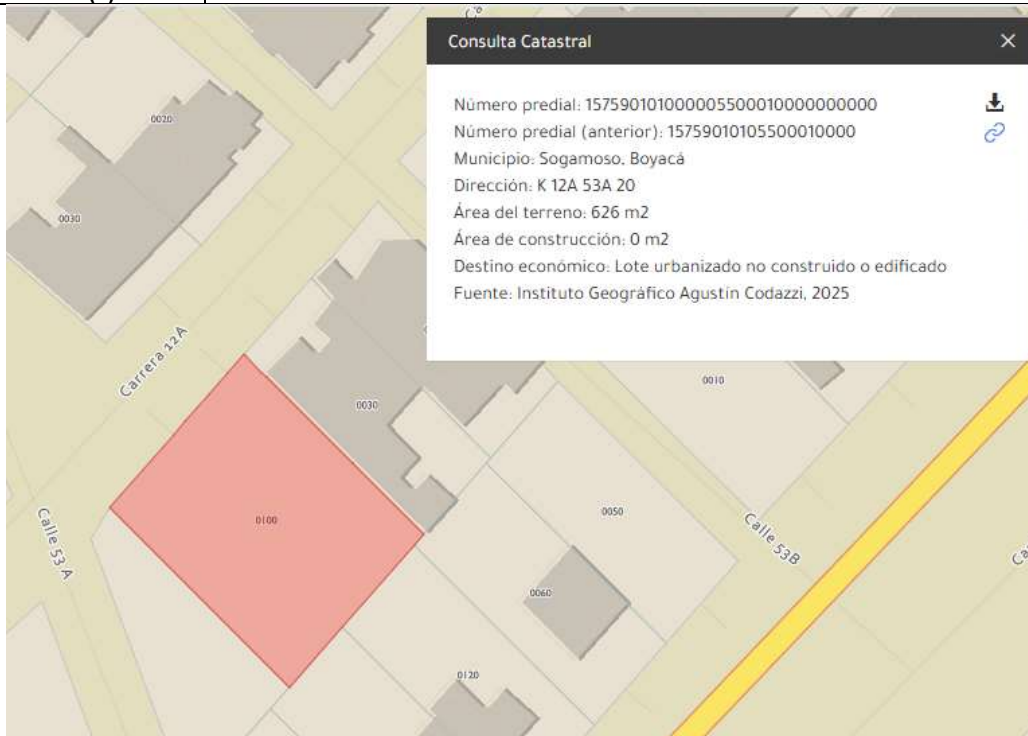 Consulta Catastral
Número predial: 157590101000005500010000000000
Número predial (anterior): 15759010105500010000
Municipio: Sogamoso, Boyacá
Dirección: K 12A 53A 20
Área del terreno: 626 m2
Área de construcción: 0 m2
Destino económico: Lote urbanizado no construido o edificado
Fuente: Instituto Geográfico Agustín Codazzi, 2025
0020
0030
Carrera 12A
0030
0010
0100
0050
Calle 53 A
Calle 53B
0060
0120